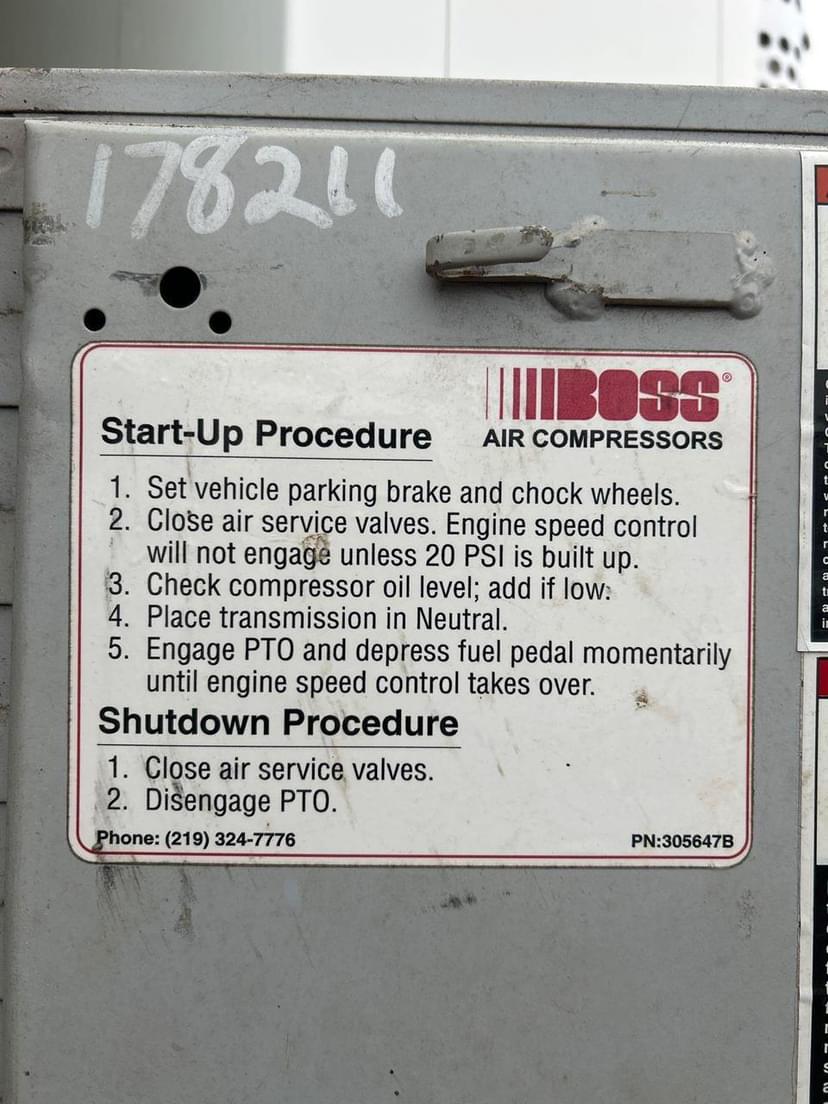 178211
BOSS®
AIR COMPRESSORS
Start-Up Procedure
1. Set vehicle parking brake and chock wheels.
2. Close air service valves. Engine speed control
will not engage unless 20 PSI is built up.
3. Check compressor oil level; add if low.
4. Place transmission in Neutral.
5. Engage PTO and depress fuel pedal momentarily
until engine speed control takes over.
Shutdown Procedure
1. Close air service valves.
2. Disengage PTO.
Phone: (219) 324-7776
PN:305647B